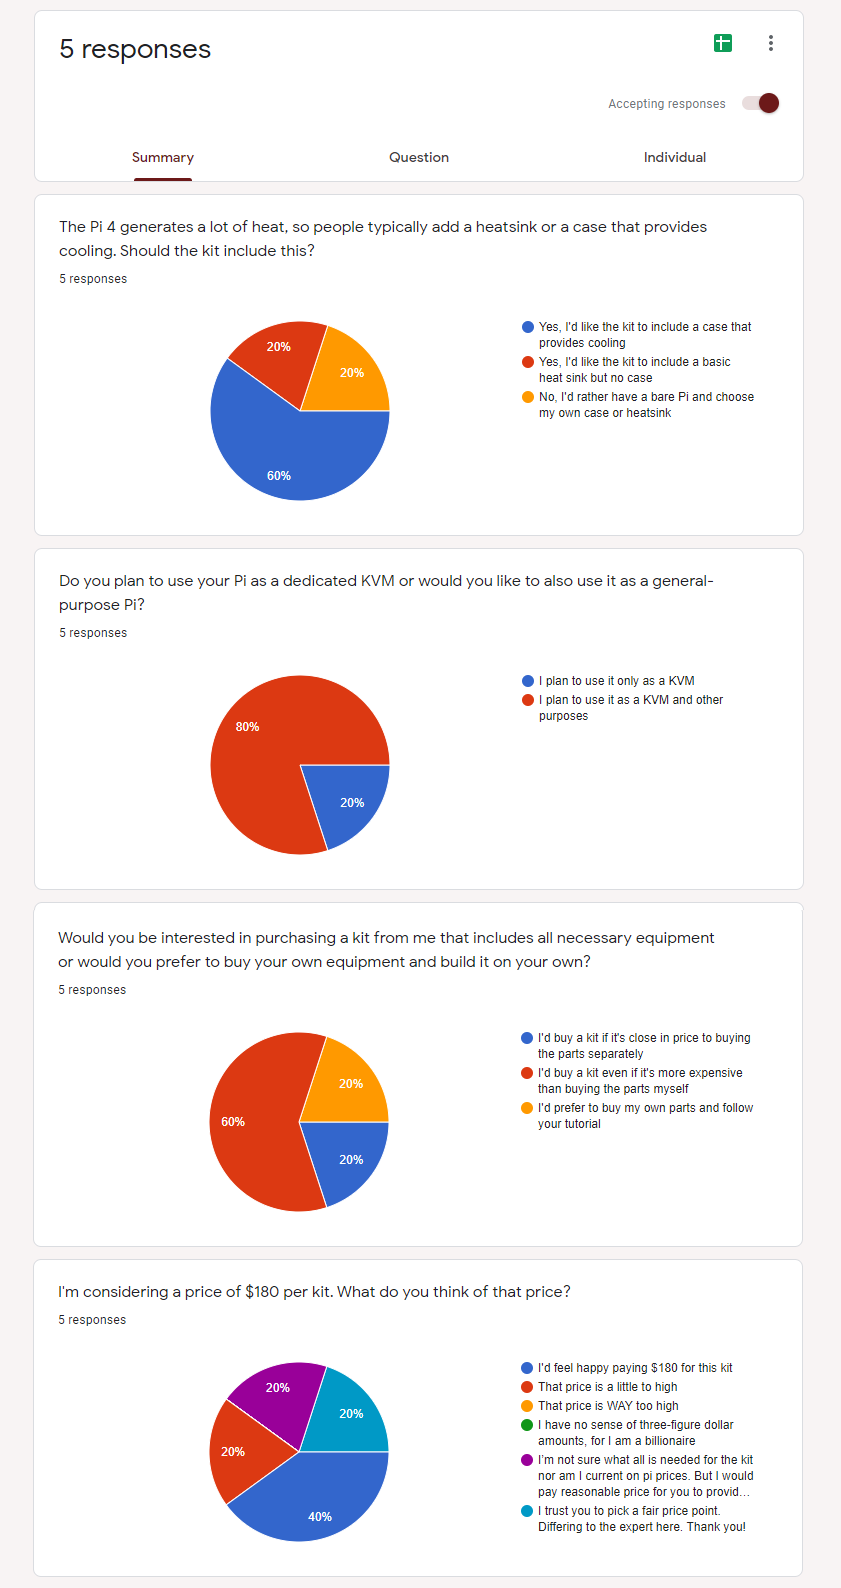 5 responses
Accepting responses
Summary
Question
Individual
The Pi 4 generates a lot of heat, so people typically add a heatsink or a case that provides
cooling. Should the kit include this?
5 responses
20%
20%
60%
Yes, I'd like the kit to include a case that
provides cooling
Yes, I'd like the kit to include a basic
heat sink but no case
No, I'd rather have a bare Pi and choose
my own case or heatsink
Do you plan to use your Pi as a dedicated KVM or would you like to also use it as a general-
purpose Pi?
5 responses
80%
20%
I plan to use it only as a KVM
I plan to use it as a KVM and other
purposes
Would you be interested in purchasing a kit from me that includes all necessary equipment
or would you prefer to buy your own equipment and build it on your own?
5 responses
20%
60%
20%
I'd buy a kit if it's close in price to buying
the parts separately
I'd buy a kit even if it's more expensive
than buying the parts myself
I'd prefer to buy my own parts and follow
your tutorial
I'm considering a price of $180 per kit. What do you think of that price?
5 responses
20%
20%
20%
40%
I'd feel happy paying $180 for this kit
That price is a little to high
That price is WAY too high
I have no sense of three-figure dollar
amounts, for I am a billionaire
I'm not sure what all is needed for the kit
nor am I current on pi prices. But I would
pay reasonable price for you to provid…
I trust you to pick a fair price point.
Differing to the expert here. Thank you!